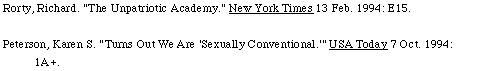 Rorty, Richard. "The Unpatriotic Academy." New York Times 13 Feb. 1994: E15.
Peterson, Karen S. "Turns Out We Are 'Sexually Conventional.'" USA Today 7 Oct. 1994:
1A+.